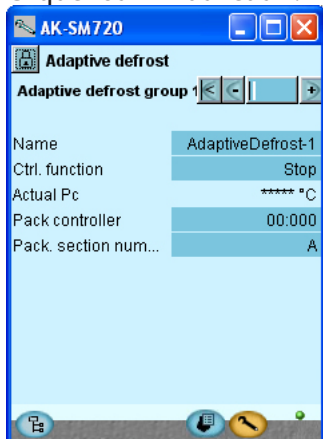 AK-SM720
Adaptive defrost
Adaptive defrost group 1
Name AdaptiveDefrost-1
Ctrl. function Stop
Actual Pc ***** °C
Pack controller 00:000
Pack. section num... A